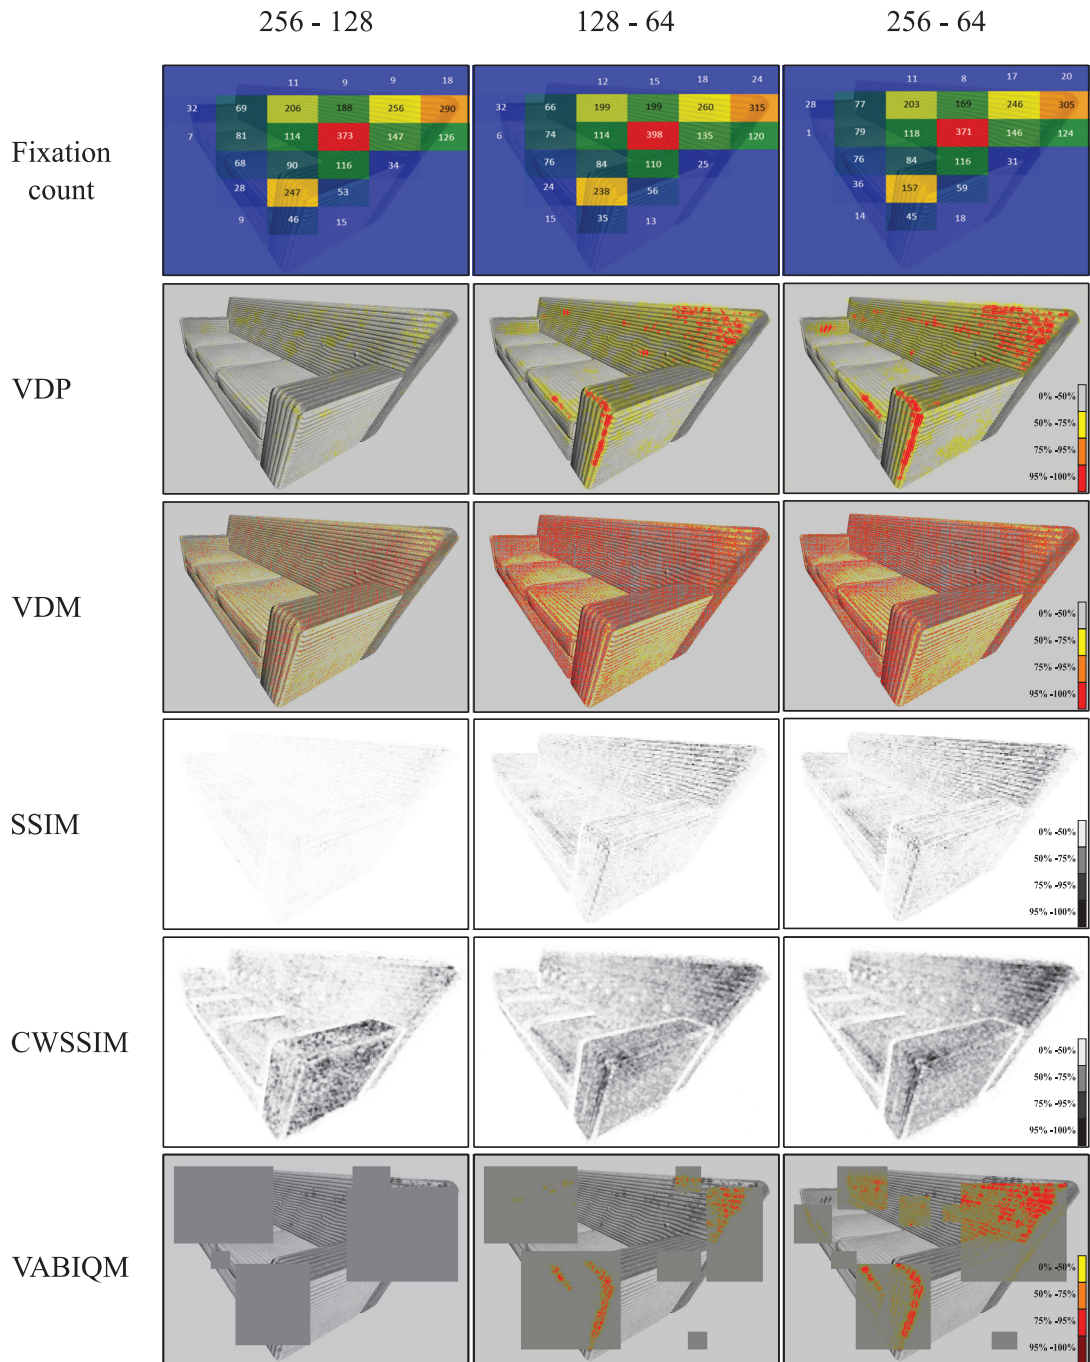 256 - 128 128 - 64 256 - 64
Fixation count
11 9 9 18
32 69 206 188 256 290
7 81 114 373 147 126
68 90 116 34
28 247 53
9 46 15
12 15 18 24
32 66 199 199 260 315
6 74 114 398 135 120
76 84 110 25
24 238 56
15 35 13
11 8 17 20
28 77 203 169 246 305
1 79 118 371 146 124
76 84 116 31
36 157 59
14 45 18
VDP
0% -50%
50% -75%
75% -95%
95% -100%
VDM
0% -50%
50% -75%
75% -95%
95% -100%
SSIM
0% -50%
50% -75%
75% -95%
95% -100%
CWSSIM
0% -50%
50% -75%
75% -95%
95% -100%
VABIQM
0% -50%
50% -75%
75% -95%
95% -100%